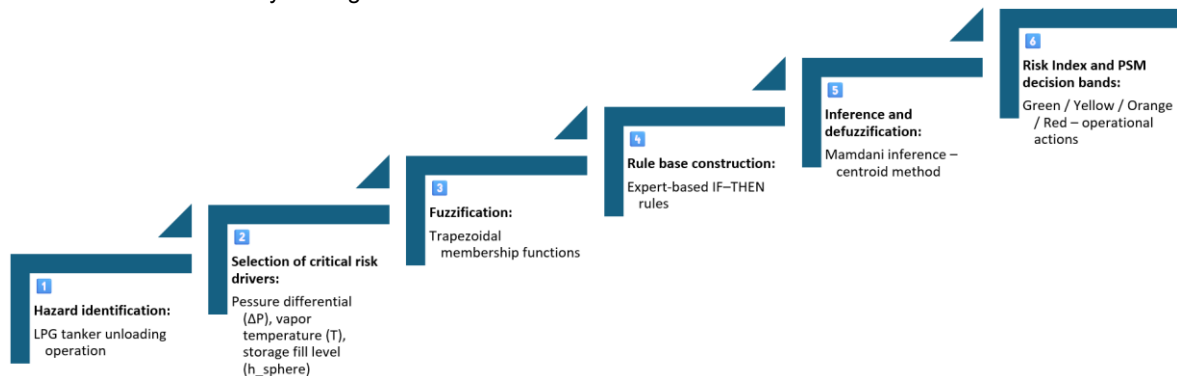 1
Hazard identification:
LPG tanker unloading
operation
2
Selection of critical risk
drivers:
Pessure differential
(ΔP), vapor
temperature (T),
storage fill level
(h_sphere)
3
Fuzzification:
Trapezoidal
membership functions
4
Rule base construction:
Expert-based IF–THEN
rules
5
Inference and
defuzzification:
Mamdani inference –
centroid method
6
Risk Index and PSM
decision bands:
Green / Yellow / Orange
/ Red – operational
actions